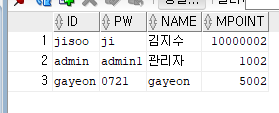 ID PW NAME MPOINT
1 jisoo ji 김지수 10000002
2 admin admin1 관리자 1002
3 gayeon 0721 gayeon 5002